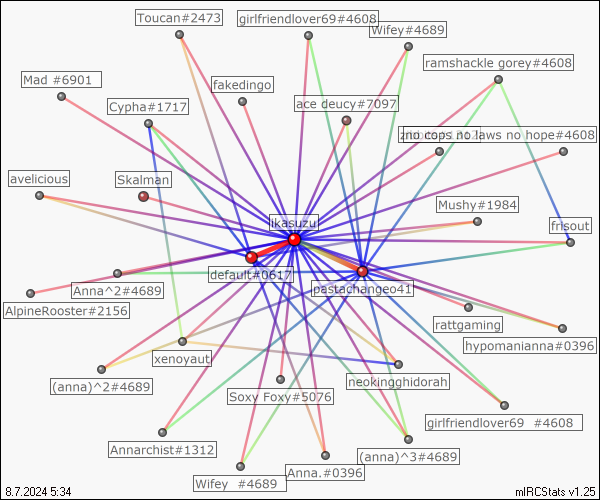 Toucan#2473
girlfriendlover69#4608
Wifey#4689
ramshackle gorey#4608
Mad #6901
fakedingo
Cypha#1717
ace deucy#7097
no cops no laws no hope#4608
avelicious
Skalman
Mushy#1984
ikasuzu
frisout
default#0617
pastachangeo41
Anna^2#4689
AlpineRooster#2156
rattgaming
hypomanianna#0396
xenoyaut
neokingghidorah
(anna)^2#4689
Soxy Foxy#5076
girlfriendlover69 #4608
Annarchist#1312
(anna)^3#4689
Wifey #4689
Anna.#0396
8.7.2024 5:34
mIRCStats v1.25